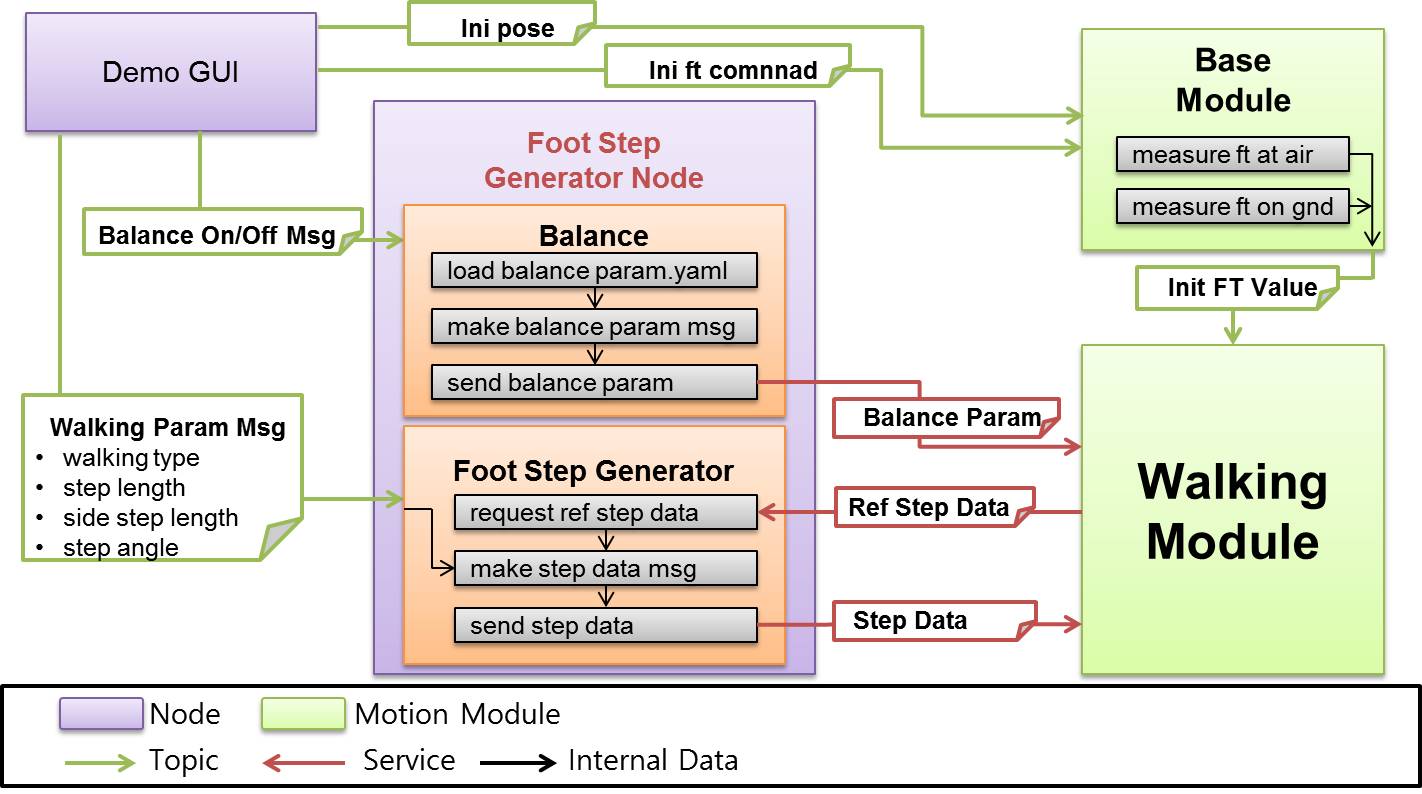 Demo GUI
Ini pose
Ini ft comnnad
Base
Module
measure ft at air
measure ft on gnd
Init FT Value
Foot Step
Generator Node
Balance On/Off Msg
Balance
load balance param.yaml
make balance param msg
send balance param
Balance Param
Walking Param Msg
• walking type
• step length
• side step length
• step angle
Foot Step Generator
request ref step data
make step data msg
send step data
Ref Step Data
Step Data
Walking
Module
Node
Motion Module
Topic
Service
Internal Data